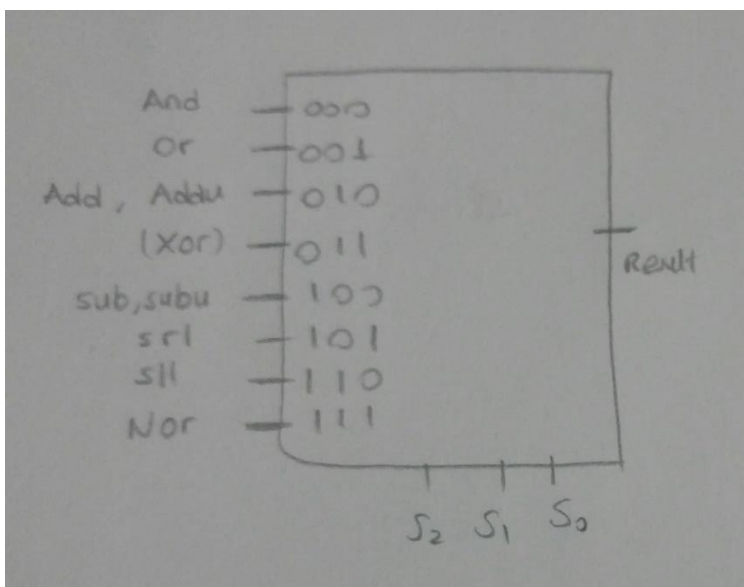 And 000
Or 001
Add, Addu 010
(Xor) 011
sub, subu 100
srl 101
sll 110
Nor 111
Result
S2 S1 S0